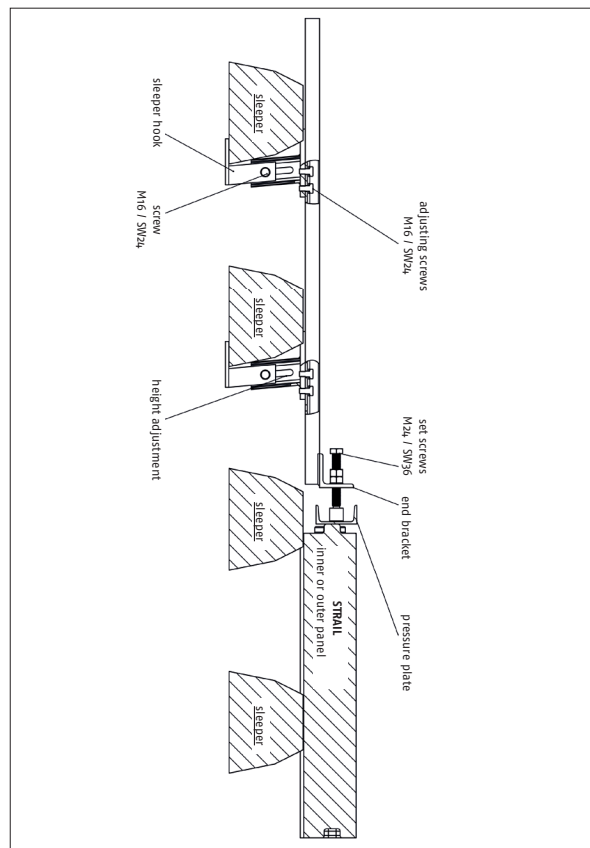 sleeper
sleeper hook
screw
M16 / SW24
adjusting screws
M16 / SW24
sleeper
height adjustment
set screws
M24 / SW36
end bracket
sleeper
pressure plate
STRAIL
inner or outer panel
sleeper